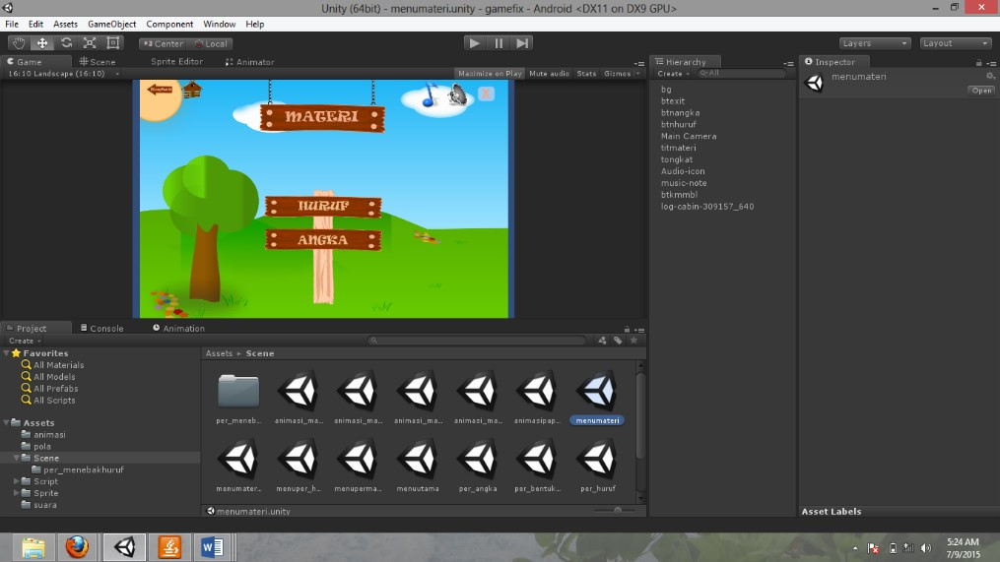 Unity (64bit) - menumateri.unity - gamefix - Android <DX11 on DX9 GPU>
File Edit Assets GameObject Component Window Help
Center Local Layers Layout
Game Scene Sprite Editor Animator
16:10 Landscape (16:10) Maximize on Play Mute audio Stats Gizmos
MATERI
HURUF
ANGKA
Hierarchy
Create All
bg
btexit
btnangka
btnhuruf
Main Camera
titmateri
tongkat
Audio-icon
music-note
btkmmbl
log-cabin-309157_640
Inspector
menumateri
Open
Asset Labels
Project Console Animation
Create
Favorites
All Materials
All Models
All Prefabs
All Scripts
Assets
animasi
pola
Scene
per_menebakhuruf
Script
Sprite
suara
Assets Scene
per_meneb... animasi_ma... animasi_ma... animasi_ma... animasi_ma... animasipap... menumateri
menumater... menuper_h... menuperma... menuutama per_angka per_bentuk... per_huruf
menumateri.unity
5:24 AM
7/9/2015